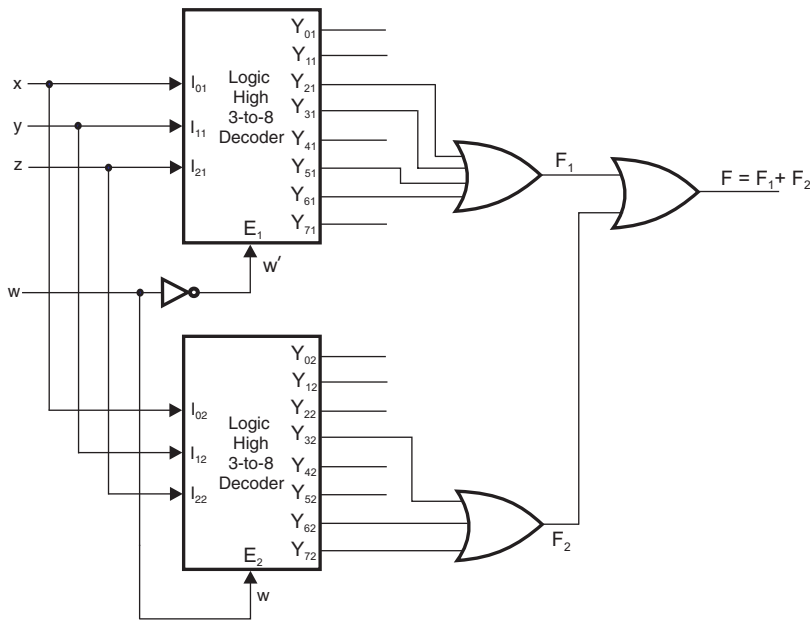 x
y
z
w
I₀₁
I₁₁
I₂₁
Logic
High
3-to-8
Decoder
E₁
w′
Y₀₁
Y₁₁
Y₂₁
Y₃₁
Y₄₁
Y₅₁
Y₆₁
Y₇₁
F₁
F = F₁+ F₂
I₀₂
I₁₂
I₂₂
Logic
High
3-to-8
Decoder
E₂
w
Y₀₂
Y₁₂
Y₂₂
Y₃₂
Y₄₂
Y₅₂
Y₆₂
Y₇₂
F₂